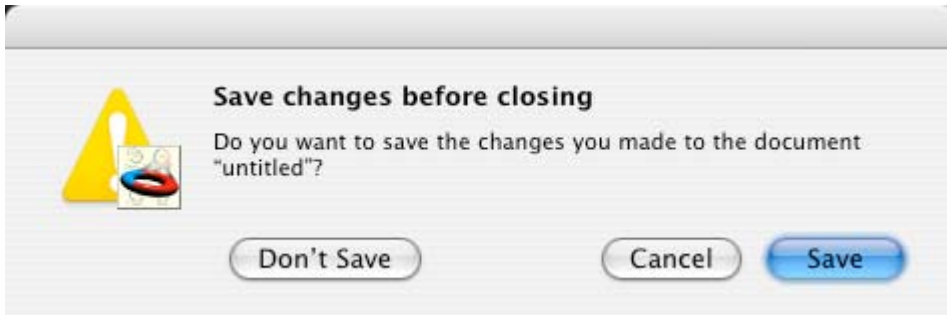 Save changes before closing
Do you want to save the changes you made to the document
“untitled”?
Don't Save
Cancel
Save